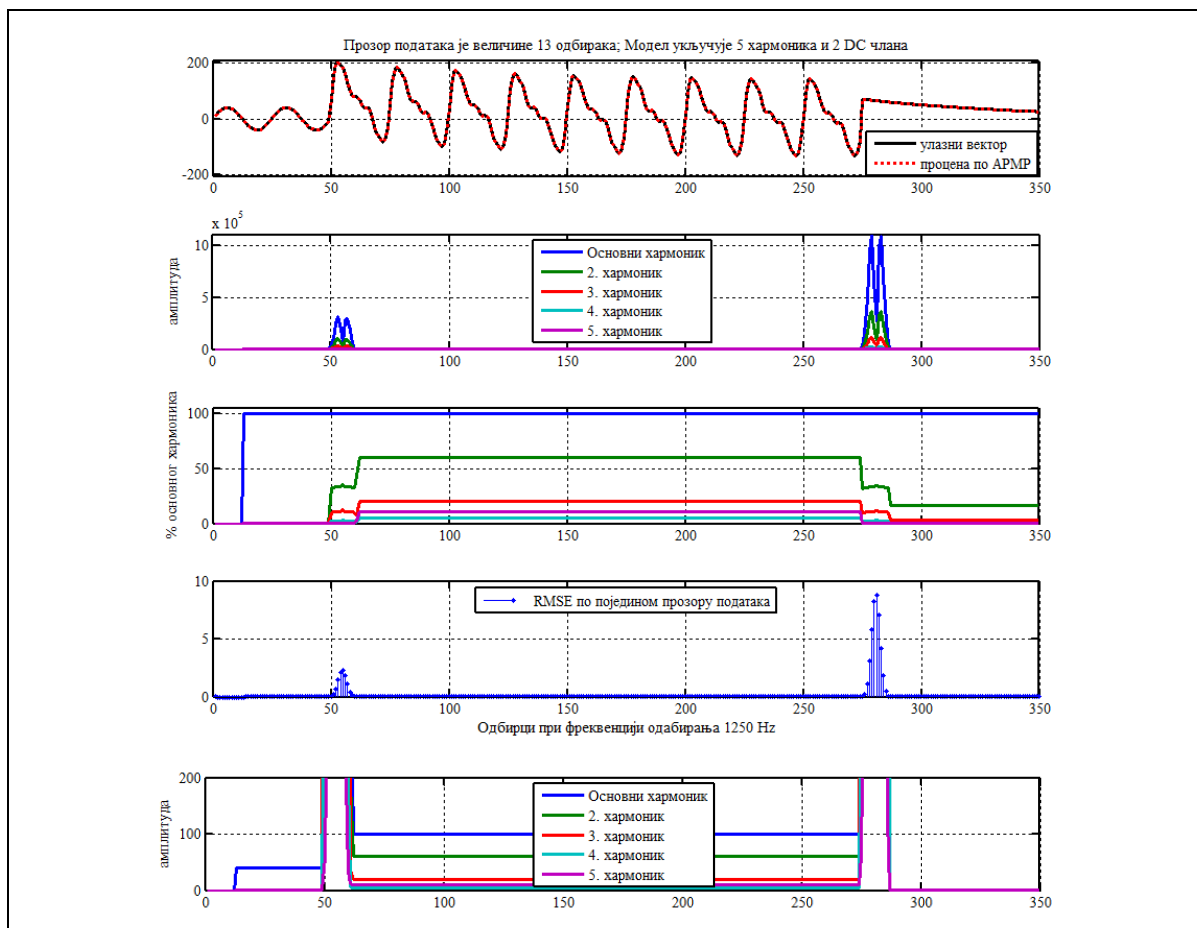 Прозор података је величине 13 одбирака; Модел укључује 5 хармоника и 2 DC члана
200
0
-200
улазни вектор
процена по АРМР
0 50 100 150 200 250 300 350
x 10^5
амплитуда
10
5
0
Основни хармоник
2. хармоник
3. хармоник
4. хармоник
5. хармоник
0 50 100 150 200 250 300 350
% основног хармоника
100
50
0
0 50 100 150 200 250 300 350
10
5
0
RMSE по поједином прозору података
0 50 100 150 200 250 300 350
Одбирци при фреквенцији одабирања 1250 Hz
амплитуда
200
100
0
Основни хармоник
2. хармоник
3. хармоник
4. хармоник
5. хармоник
0 50 100 150 200 250 300 350